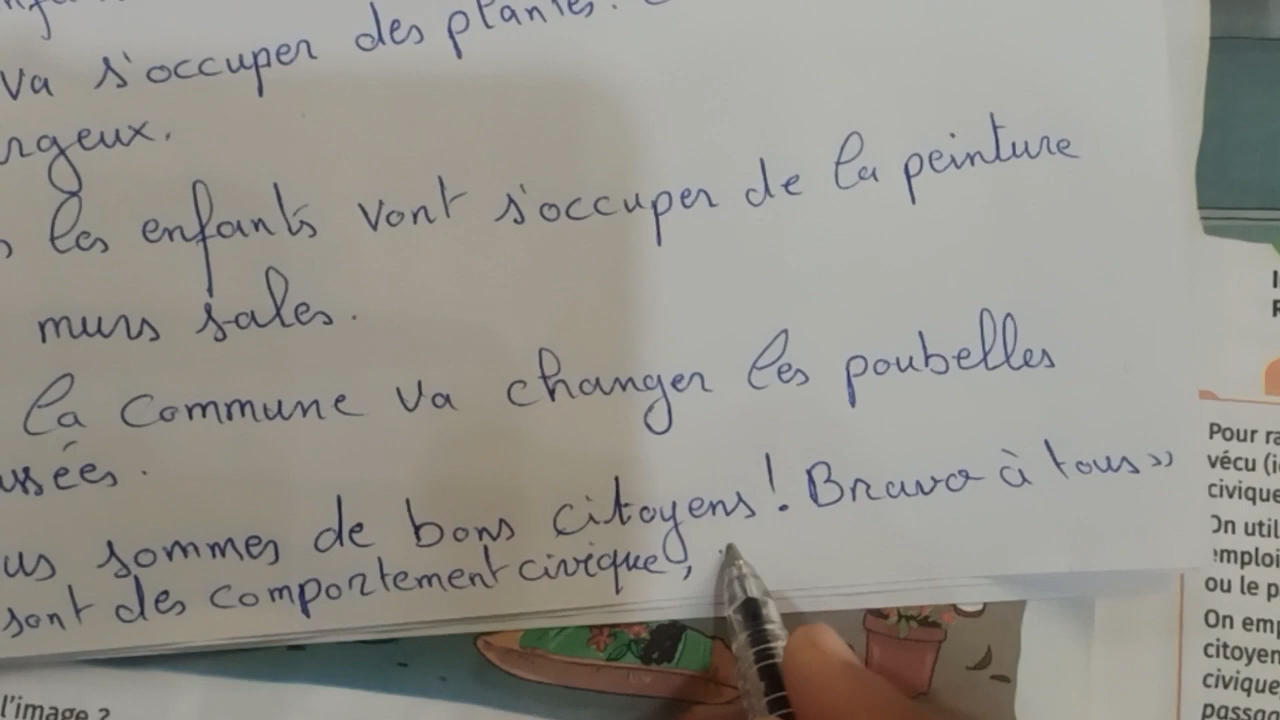 va s'occuper des plantes.
rgeux.
les enfants vont s'occuper de la peinture
murs sales.
la commune va changer les poubelles
usées.
us sommes de bons citoyens! Bravo à tous »
sont des comportement civique,
l'image ?
Pour ra
vécu (i
civique
On util
emploi
ou le p
On emp
citoyen
civique
passag